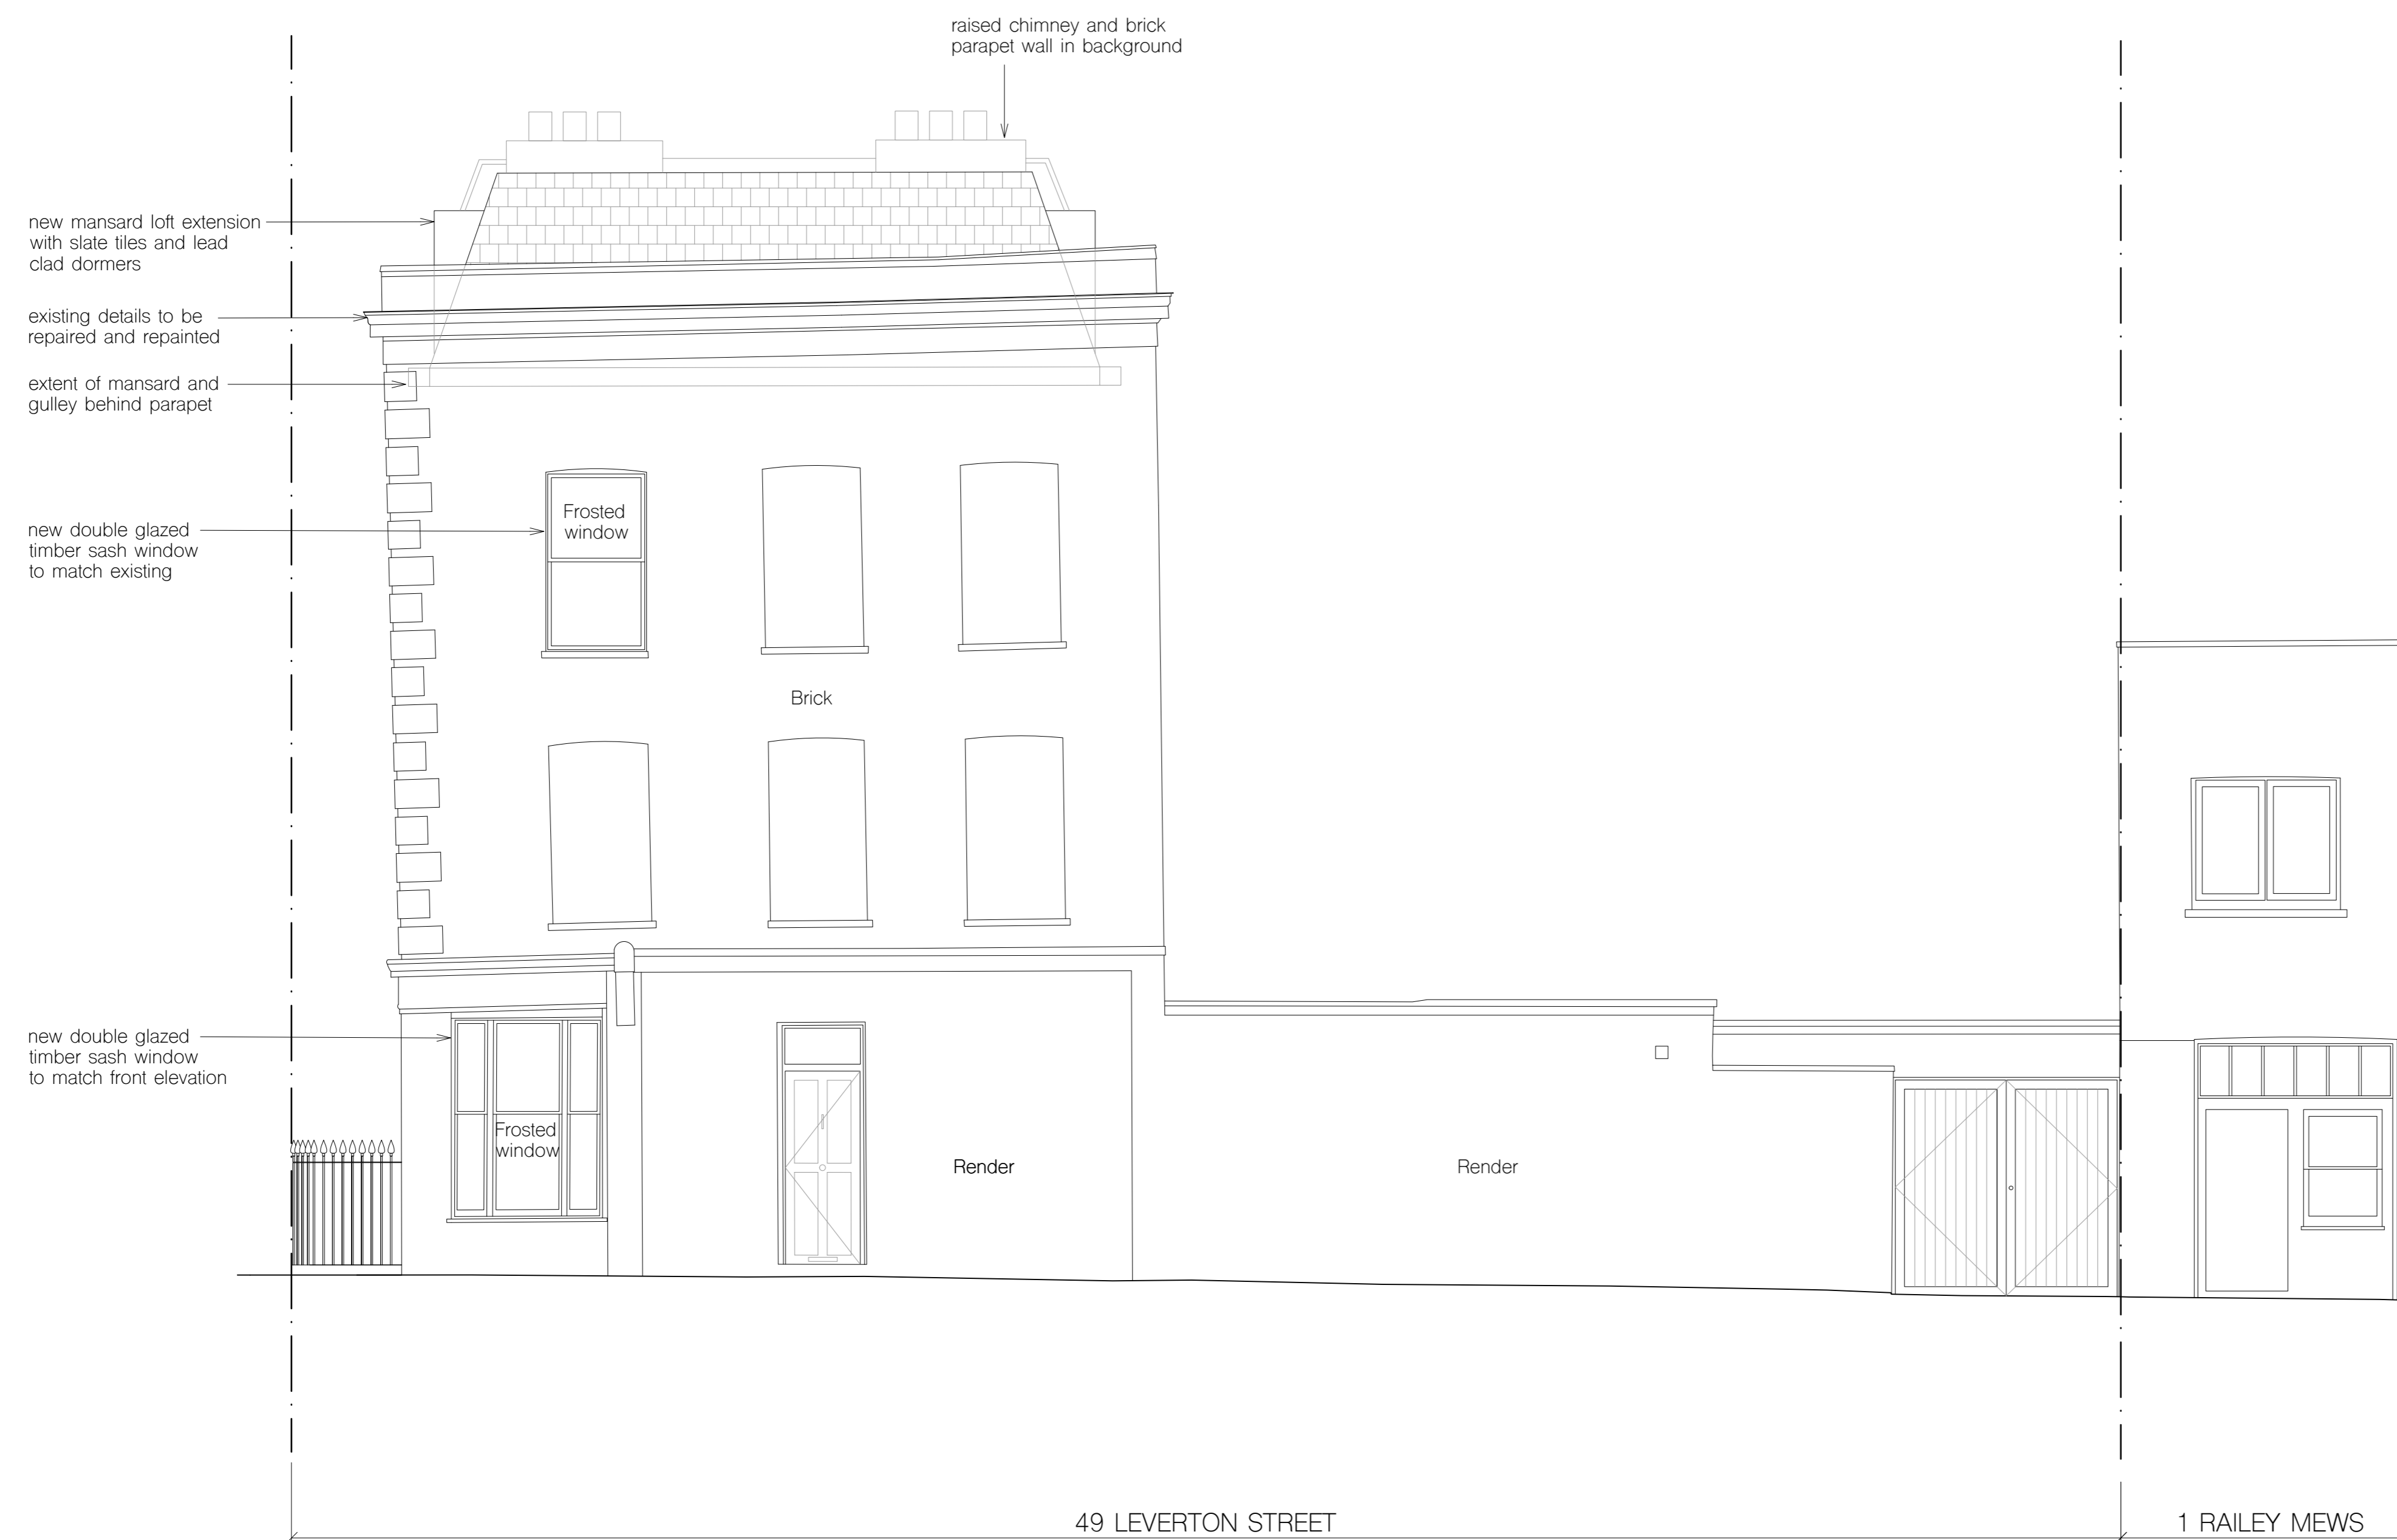 raised chimney and brick
parapet wall in background
new mansard loft extension
with slate tiles and lead
clad dormers
existing details to be
repaired and repainted
extent of mansard and
gulley behind parapet
new double glazed
timber sash window
to match existing
Frosted
window
Brick
new double glazed
timber sash window
to match front elevation
Frosted
window
Render
Render
49 LEVERTON STREET
1 RAILEY MEWS